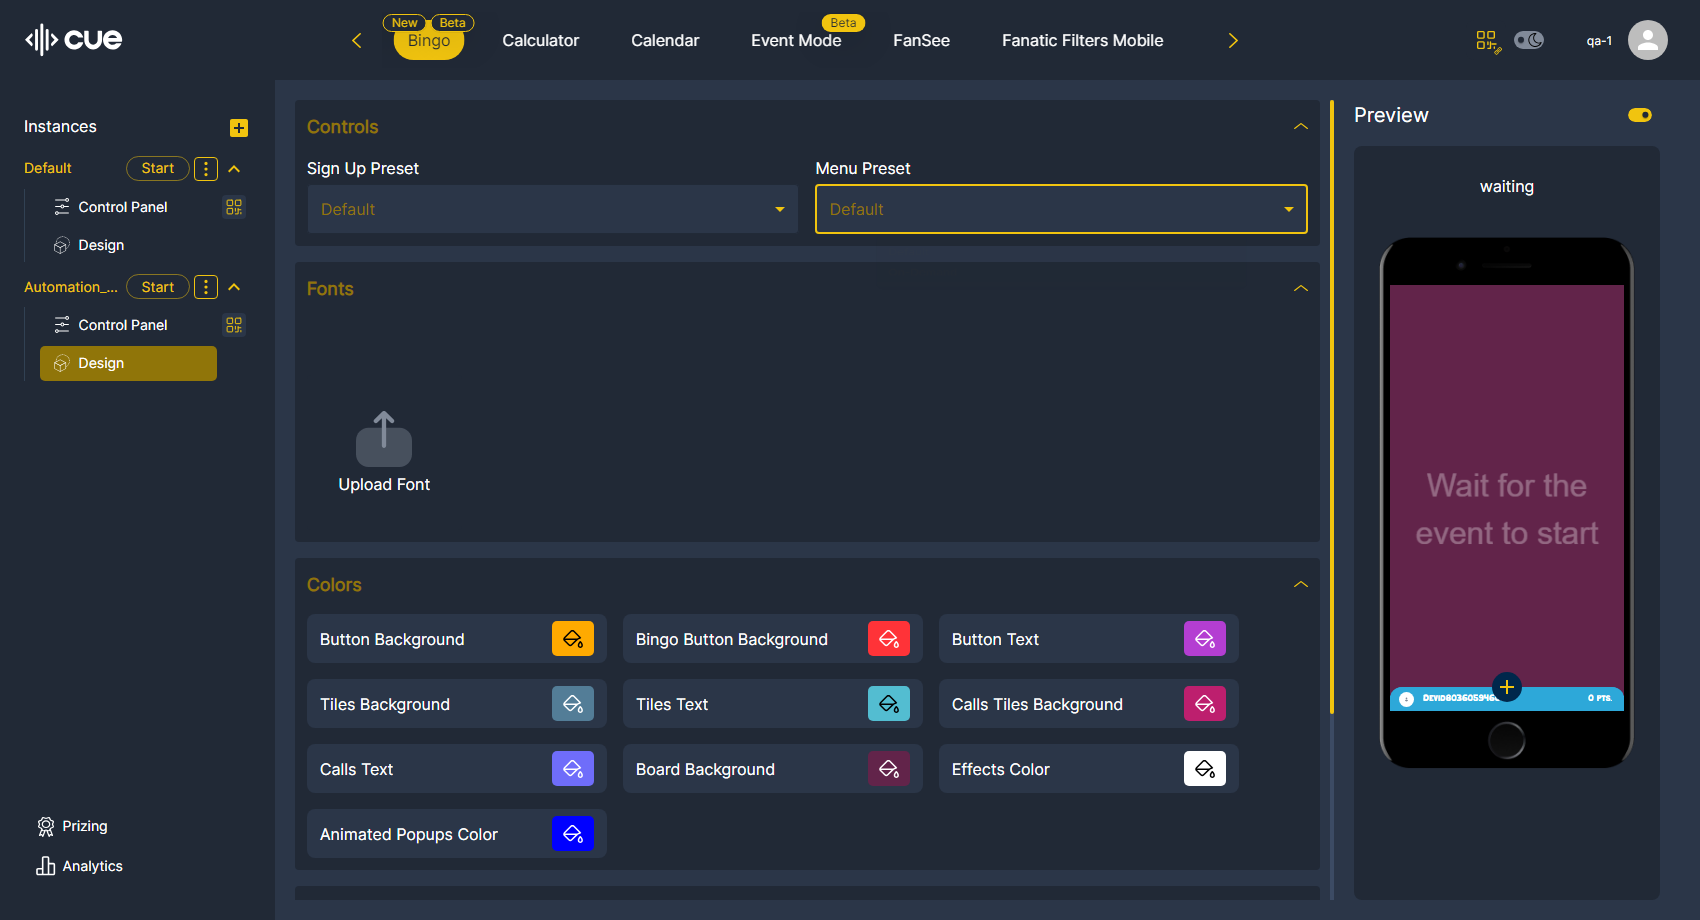 cue
New
Beta
Bingo
Calculator
Calendar
Beta
Event Mode
FanSee
Fanatic Filters Mobile
qa-1
Instances
Default
Start
Control Panel
Design
Automation_...
Start
Control Panel
Design
Prizing
Analytics
Controls
Sign Up Preset
Default
Menu Preset
Default
Fonts
Upload Font
Colors
Button Background
Bingo Button Background
Button Text
Tiles Background
Tiles Text
Calls Tiles Background
Calls Text
Board Background
Effects Color
Animated Popups Color
Preview
waiting
Wait for the
event to start
0 PTS.